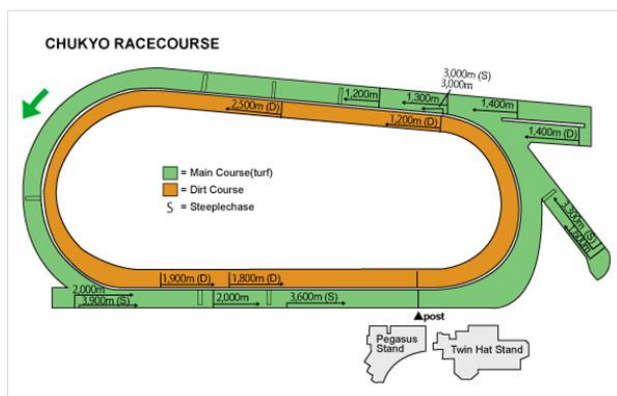 CHUKYO RACECOURSE
3,000m (S)
3,000m
1,200m
1,300m
1,400m
2,500m (D)
1,200m (D)
1,400m (D)
= Main Course(turf)
= Dirt Course
S = Steeplechase
3,300m (S)
1,600m
1,900m (D)
1,800m (D)
2,000m
3,900m (S)
2,000m
3,600m (S)
▲post
Pegasus
Stand
Twin Hat Stand